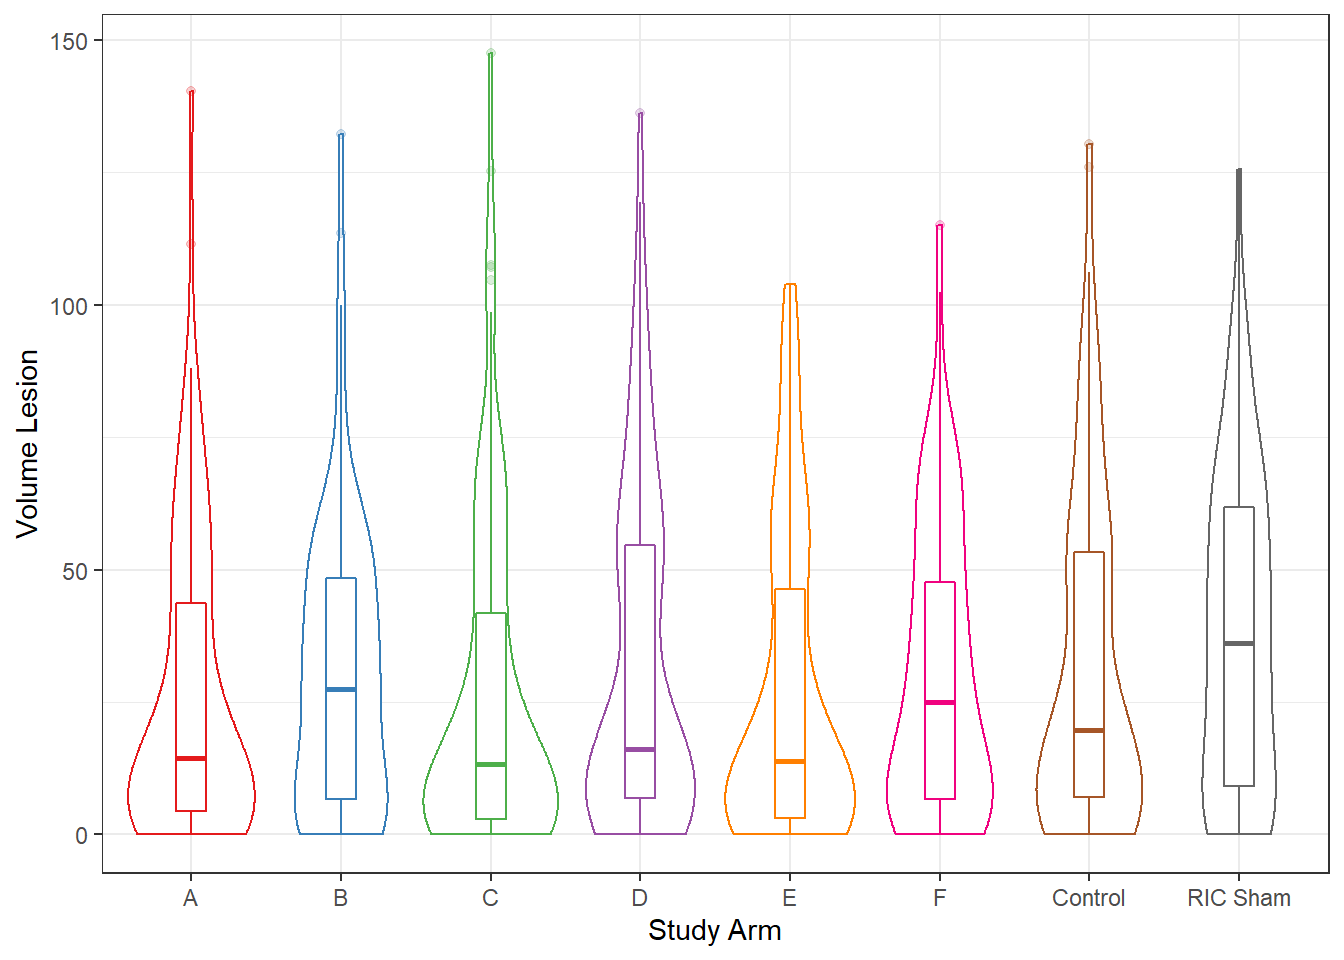 150
100
50
0
Volume Lesion
A B C D E F Control RIC Sham
Study Arm